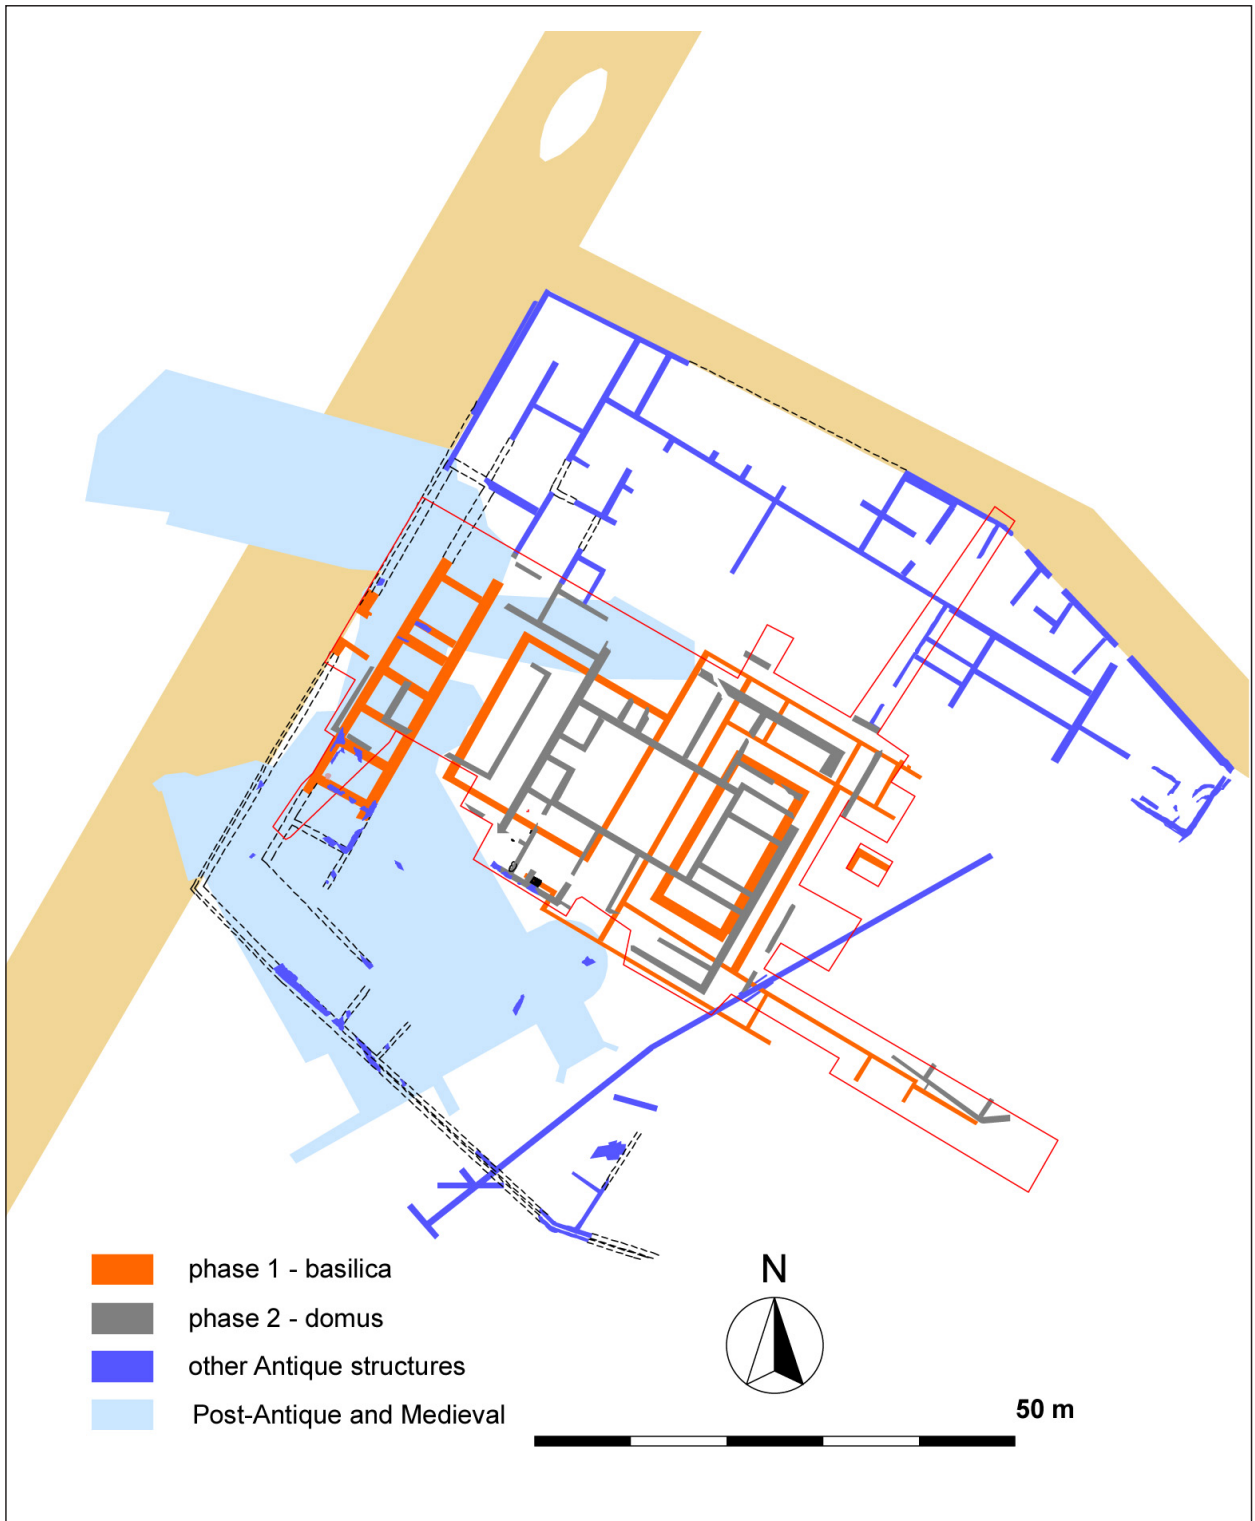 phase 1 - basilica
phase 2 - domus
other Antique structures
Post-Antique and Medieval
N
50 m